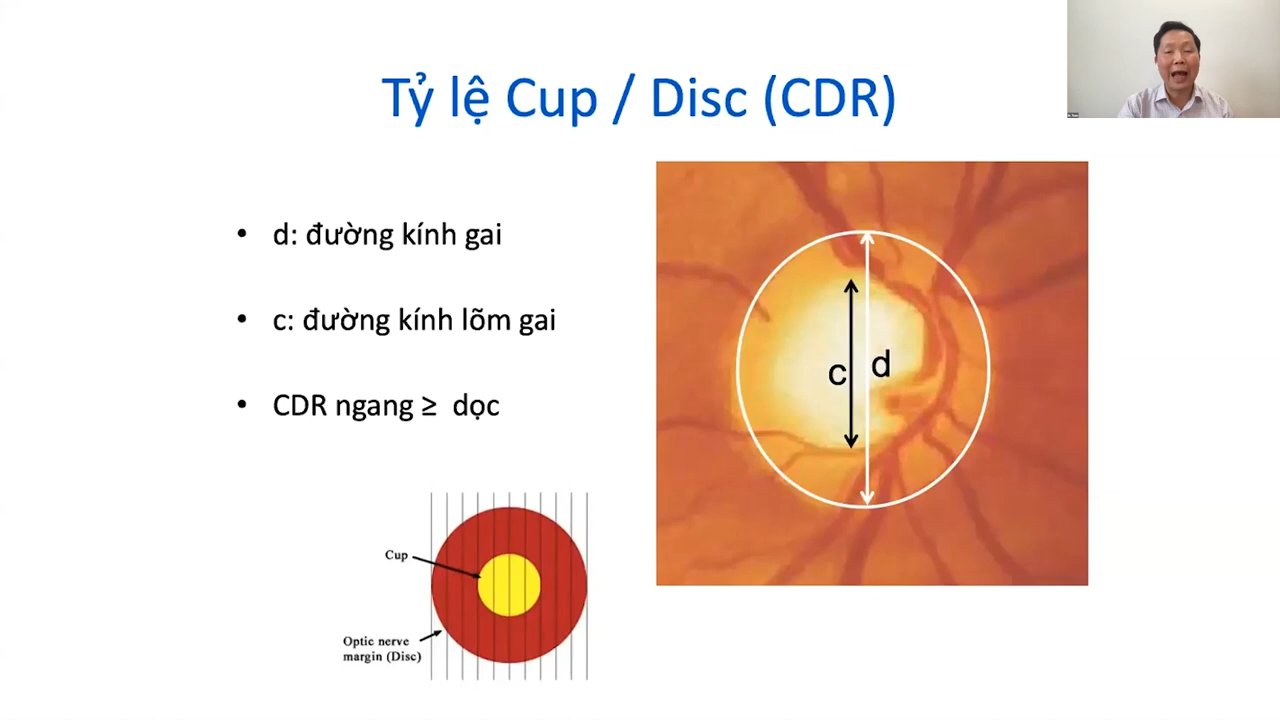 Tỷ lệ Cup / Disc (CDR)
• d: đường kính gai
• c: đường kính lõm gai
• CDR ngang ≥ dọc
c
d
Cup
Optic nerve
margin (Disc)